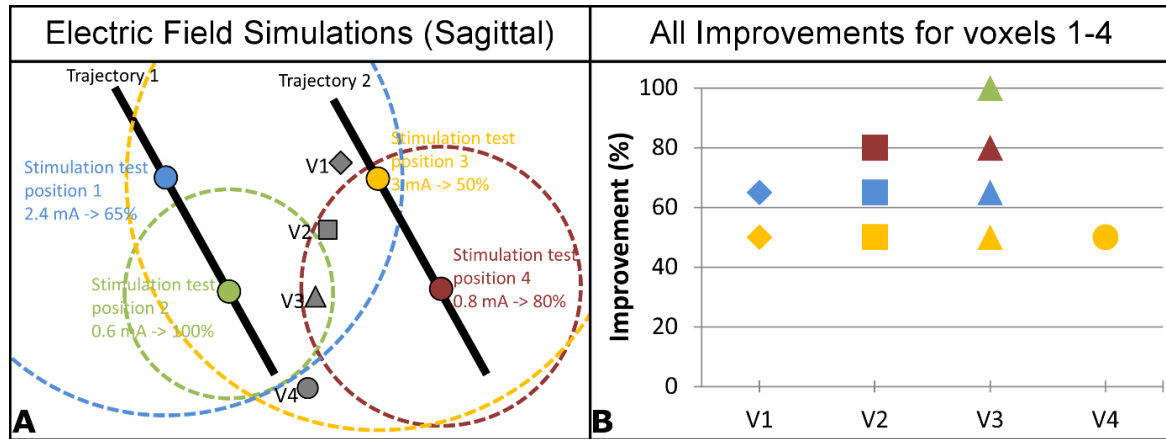 Electric Field Simulations (Sagittal)
Trajectory 1
Trajectory 2
Stimulation test
position 1
2.4 mA -> 65%
Stimulation test
position 2
0.6 mA -> 100%
Stimulation test
position 3
3 mA -> 50%
Stimulation test
position 4
0.8 mA -> 80%
V1
V2
V3
V4
A
All Improvements for voxels 1-4
Improvement (%)
100
80
60
40
20
0
V1
V2
V3
V4
B